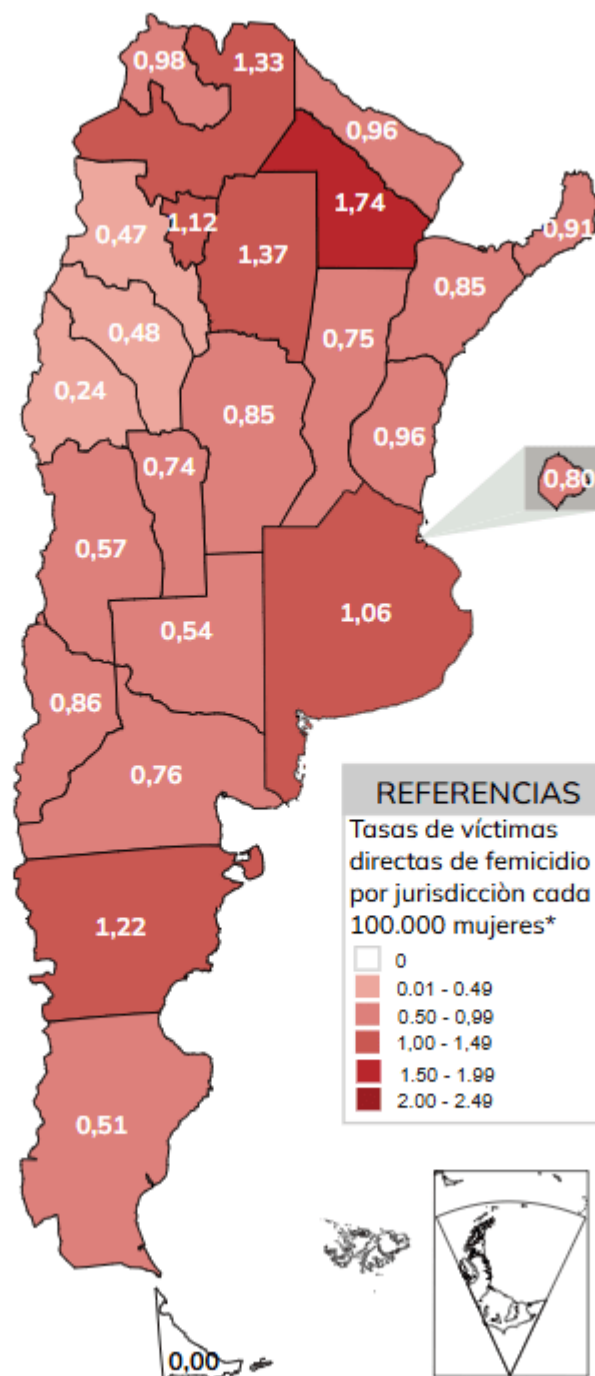 0,98
1,33
0,96
1,74
1,12
0,91
0,47
1,37
0,85
0,48
0,75
0,24
0,85
0,96
0,74
0,80
0,57
1,06
0,54
0,86
0,76
REFERENCIAS
Tasas de víctimas
directas de femicidio
por jurisdicciòn cada
100.000 mujeres*
0
0.01 - 0.49
0.50 - 0,99
1,00 - 1,49
1.50 - 1.99
2.00 - 2.49
1,22
0,51
0,00